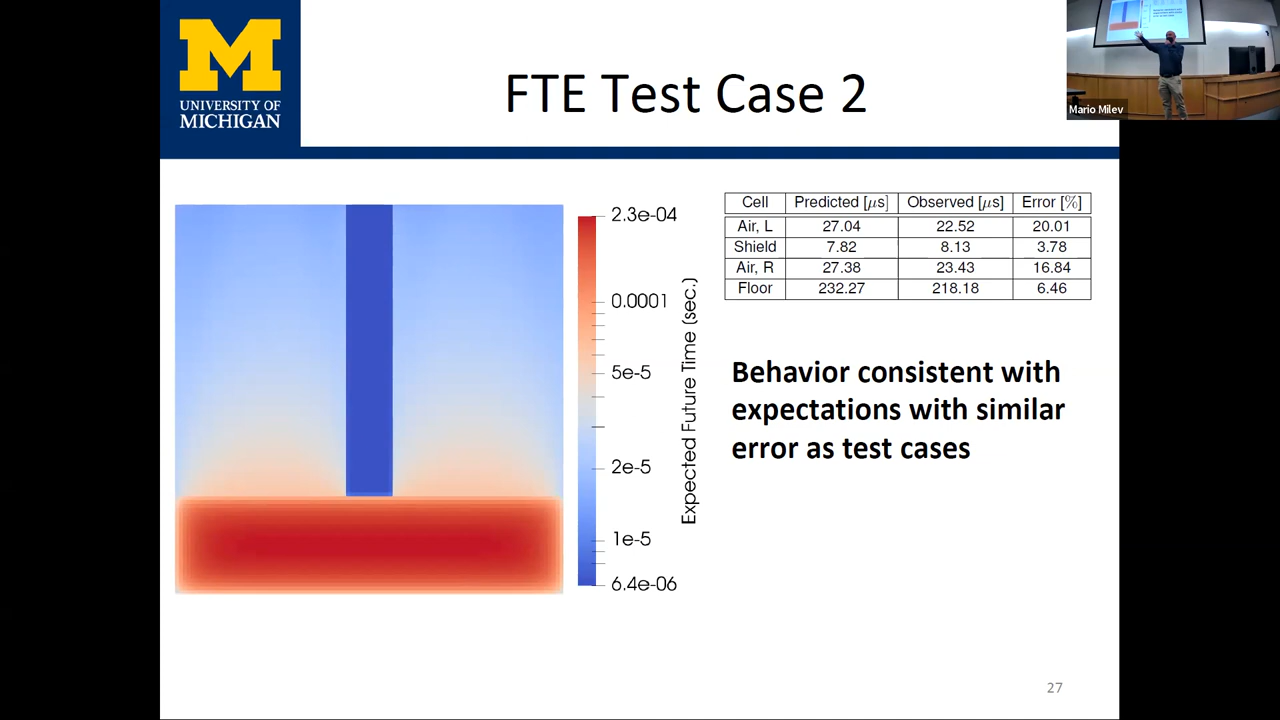 UNIVERSITY OF
MICHIGAN
FTE Test Case 2
Mario Milev
2.3e-04
0.0001
5e-5
2e-5
1e-5
6.4e-06
Expected Future Time (sec.)
Cell Predicted [μs] Observed [μs] Error [%]
Air, L 27.04 22.52 20.01
Shield 7.82 8.13 3.78
Air, R 27.38 23.43 16.84
Floor 232.27 218.18 6.46
Behavior consistent with
expectations with similar
error as test cases
27